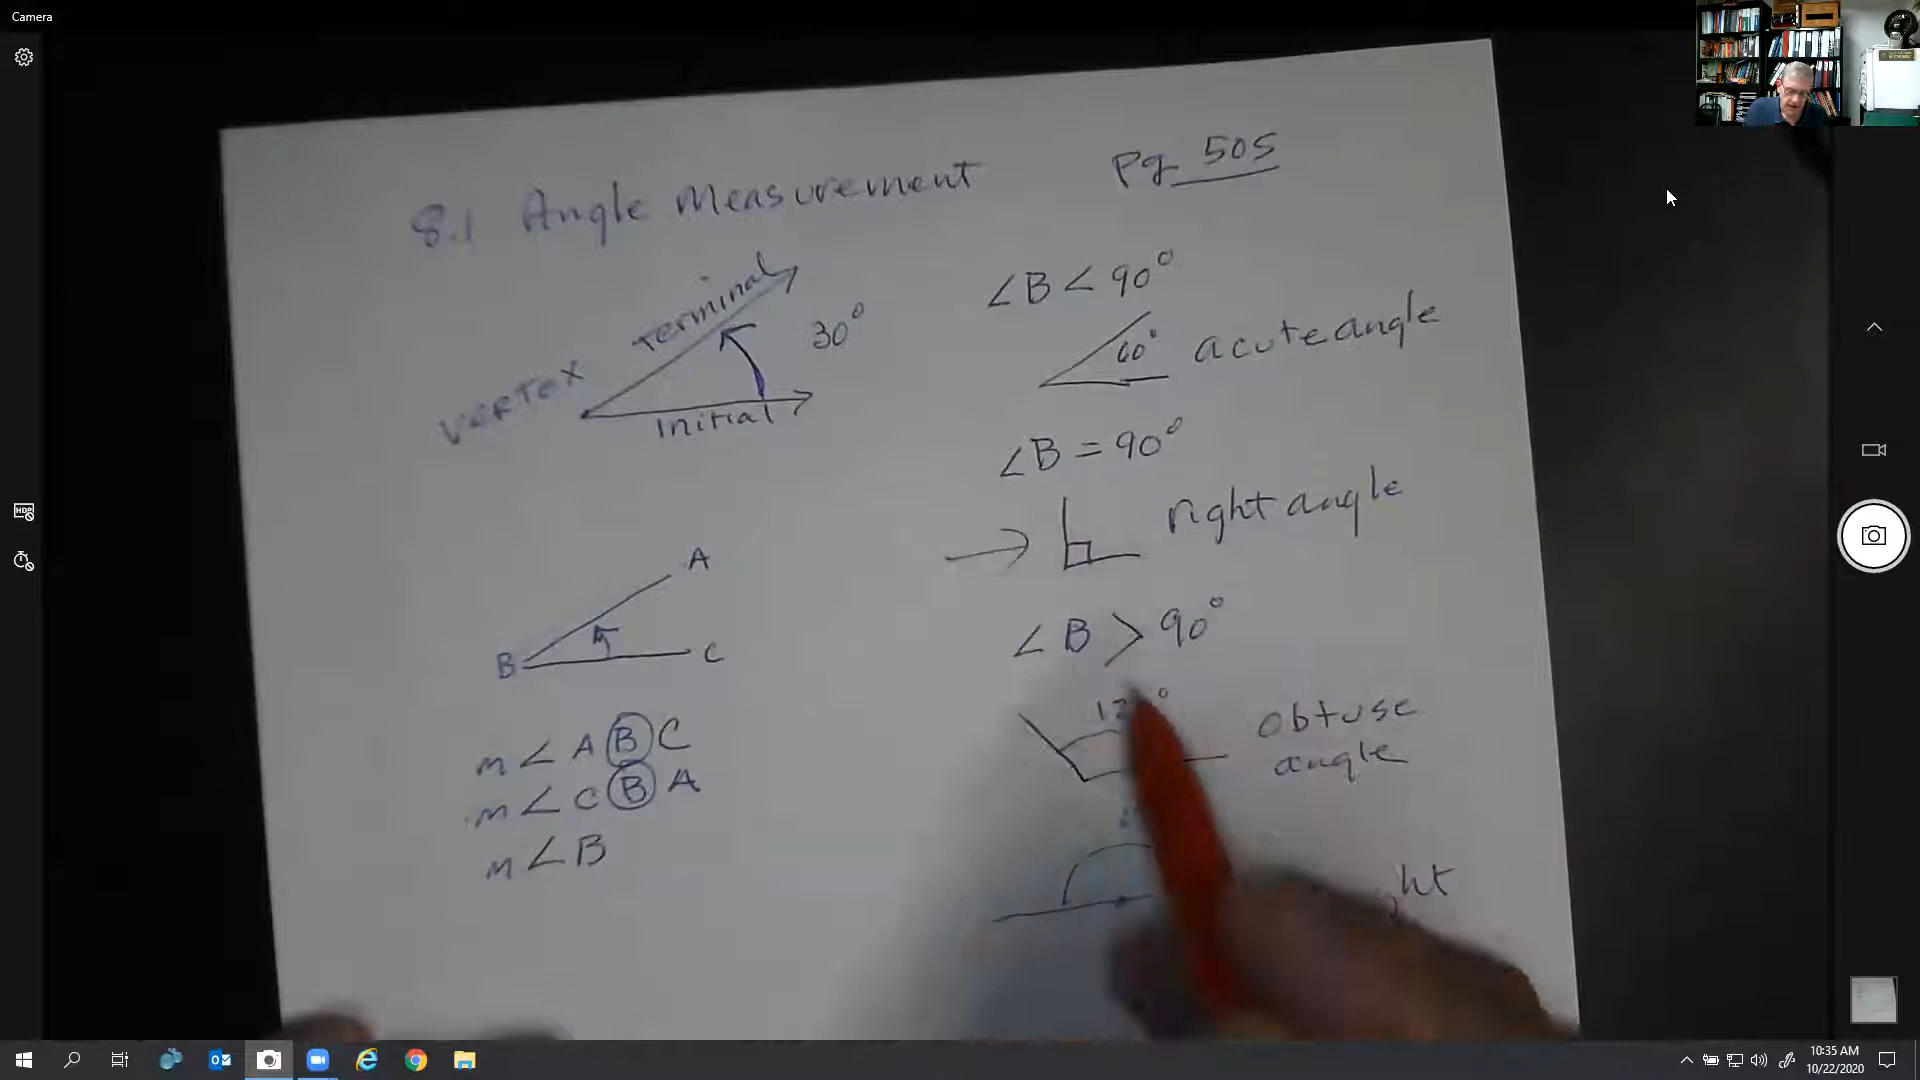 Camera
8.1 Angle Measurement
Pg 505
Vertex
Terminal
30°
Initial
A
B
C
m∠ABC
m∠CBA
m∠B
∠B < 90°
60°
acute angle
∠B = 90°
right angle
∠B > 90°
obtuse
angle
10:35 AM
10/22/2020